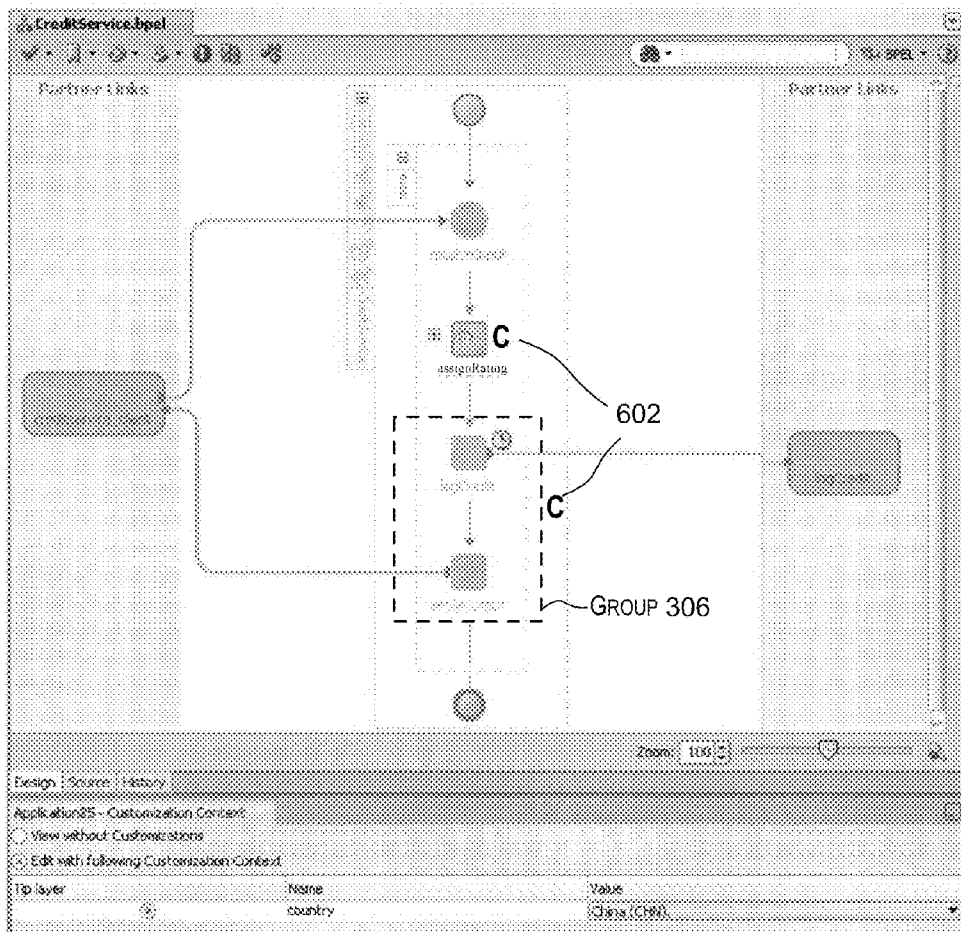 CreditService.bpel
BPEL
Partner Links
Partner Links
C
assignRating
602
C
GROUP 306
Zoom: 100
Design Source History
Application25 - Customization Context
View without Customizations
Edit with following Customization Context
Tip layer Name Value
country China (CHN)